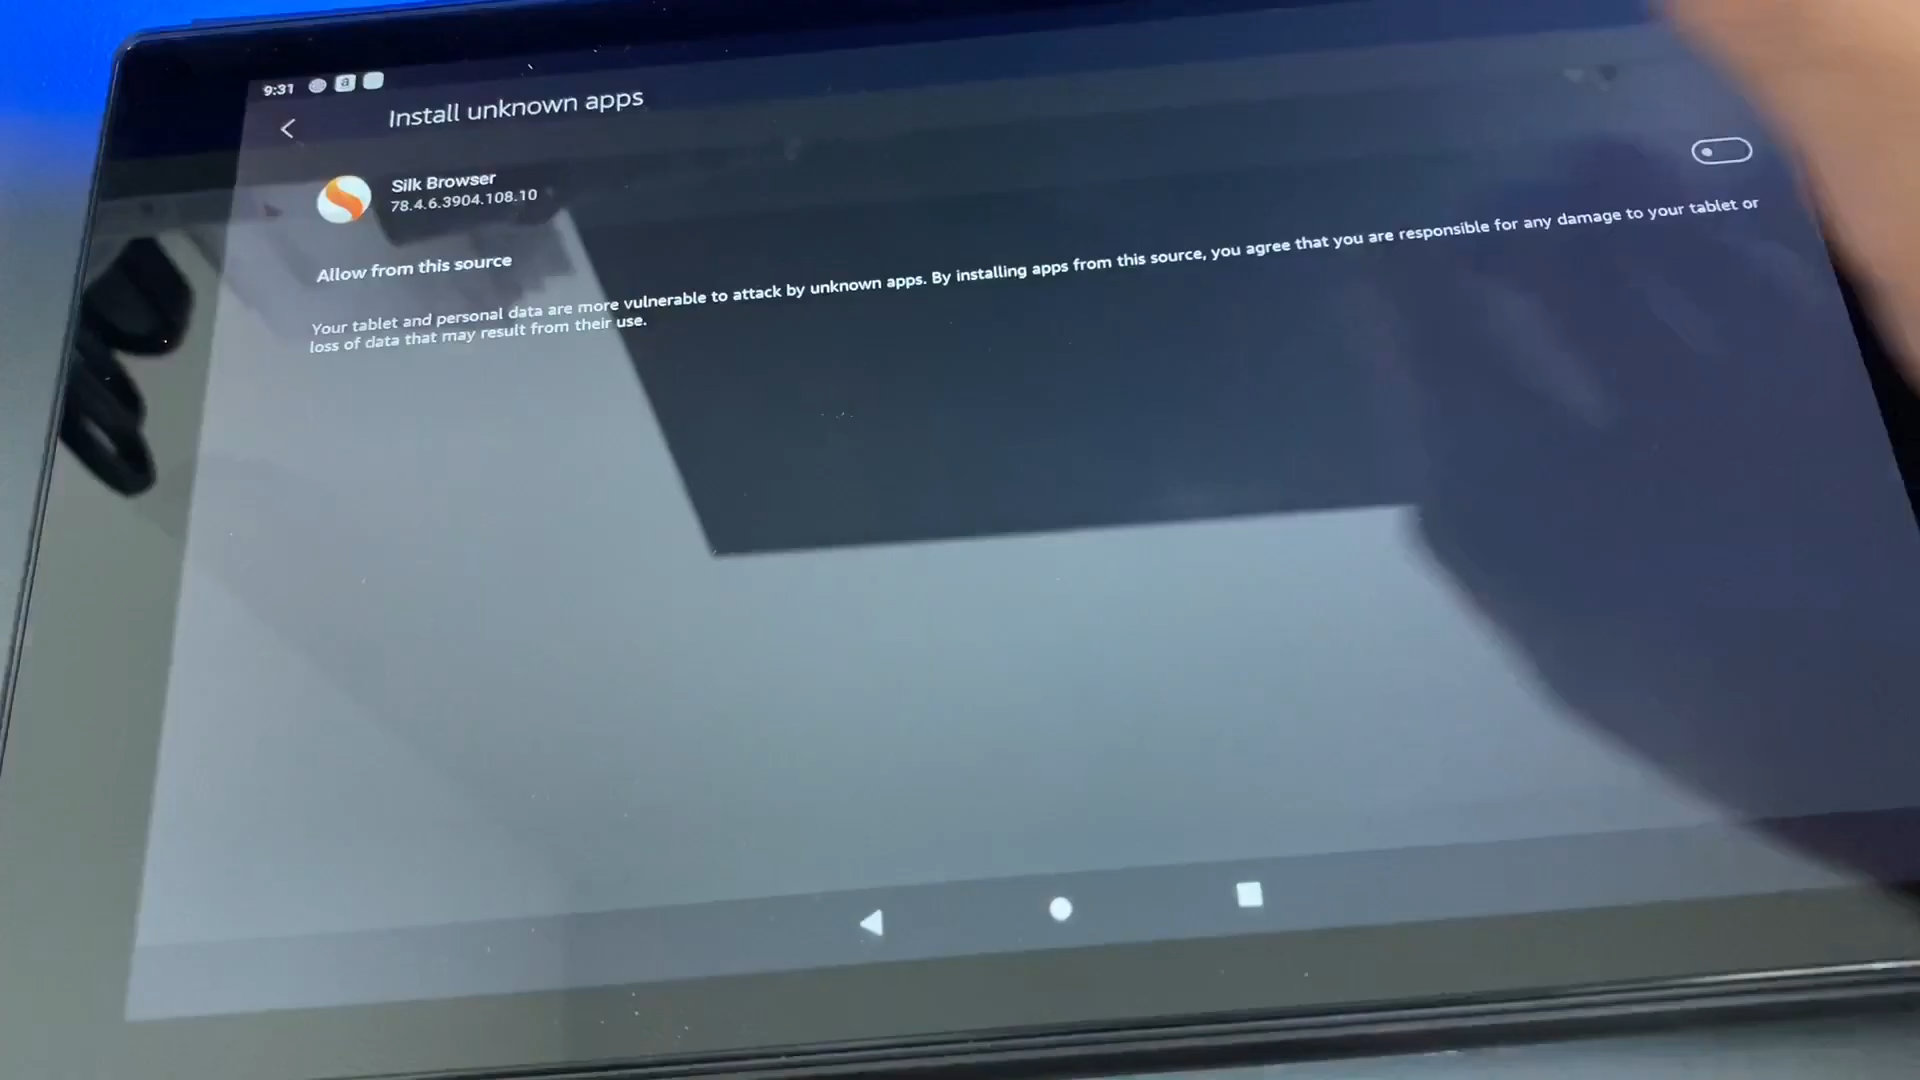 9:31
a
Install unknown apps
Silk Browser
78.4.6.3904.108.10
Allow from this source
Your tablet and personal data are more vulnerable to attack by unknown apps. By installing apps from this source, you agree that you are responsible for any damage to your tablet or
loss of data that may result from their use.